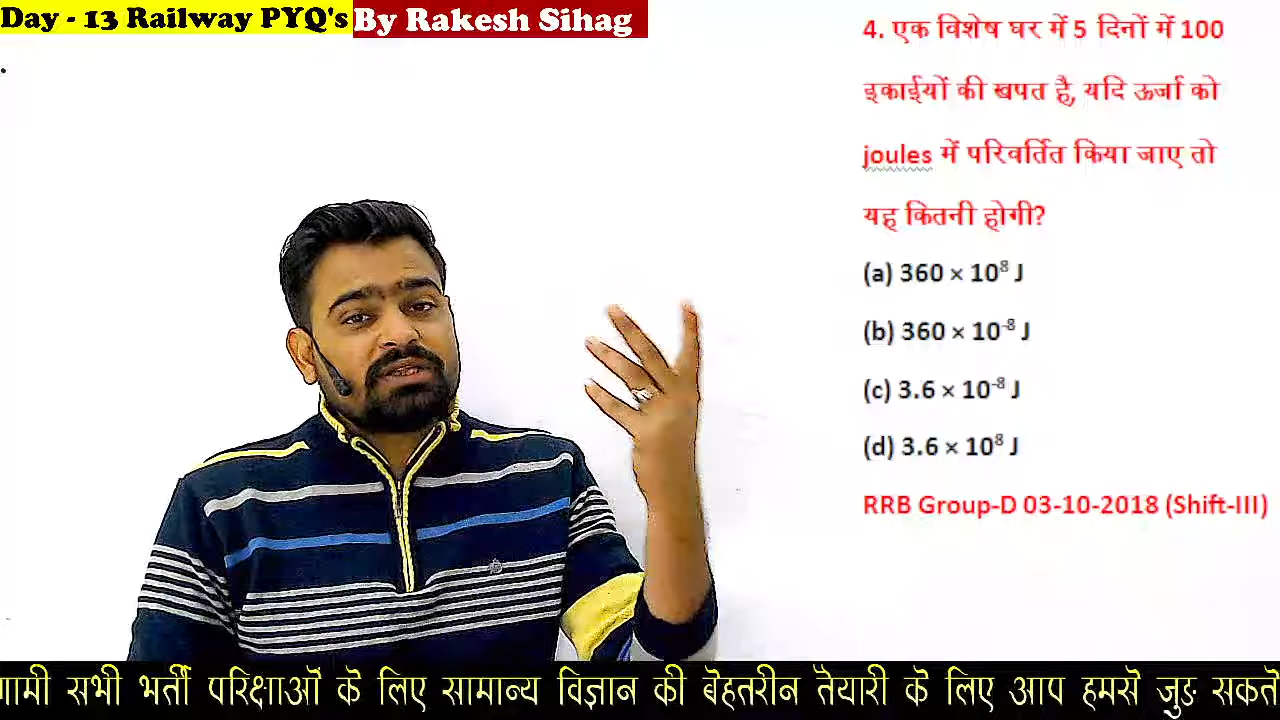 Day - 13 Railway PYQ's By Rakesh Sihag
4. एक विशेष घर में 5 दिनों में 100
इकाईयों की खपत है, यदि ऊर्जा को
joules में परिवर्तित किया जाए तो
यह कितनी होगी?
(a) 360 × 10⁸ J
(b) 360 × 10⁻⁸ J
(c) 3.6 × 10⁻⁸ J
(d) 3.6 × 10⁸ J
RRB Group-D 03-10-2018 (Shift-III)
गामी सभी भर्ती परिक्षाओं के लिए सामान्य विज्ञान की बेहतरीन तैयारी के लिए आप हमसे जुड सकते